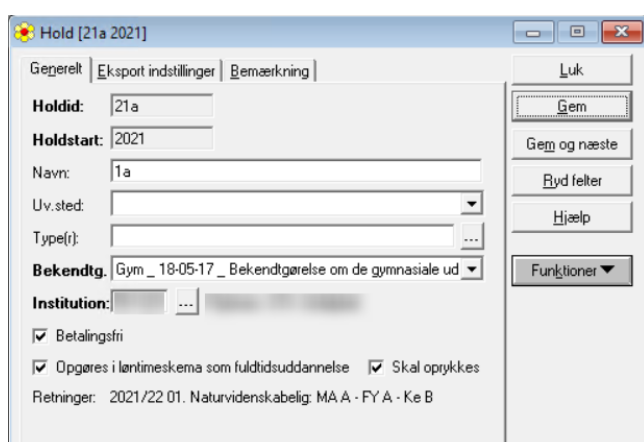 Hold [21a 2021]
Generelt Eksport indstillinger Bemærkning
Luk
Holdid: 21a
Gem
Holdstart: 2021
Gem og næste
Navn: 1a
Ryd felter
Uv.sted:
Hjælp
Type(r): ...
Bekendtg. Gym _ 18-05-17 _ Bekendtgørelse om de gymnasiale ud
Funktioner
Institution: ...
Betalingsfri
Opgøres i løntimeskema som fuldtidsuddannelse Skal oprykkes
Retninger: 2021/22 01. Naturvidenskabelig: MA A - FY A - Ke B